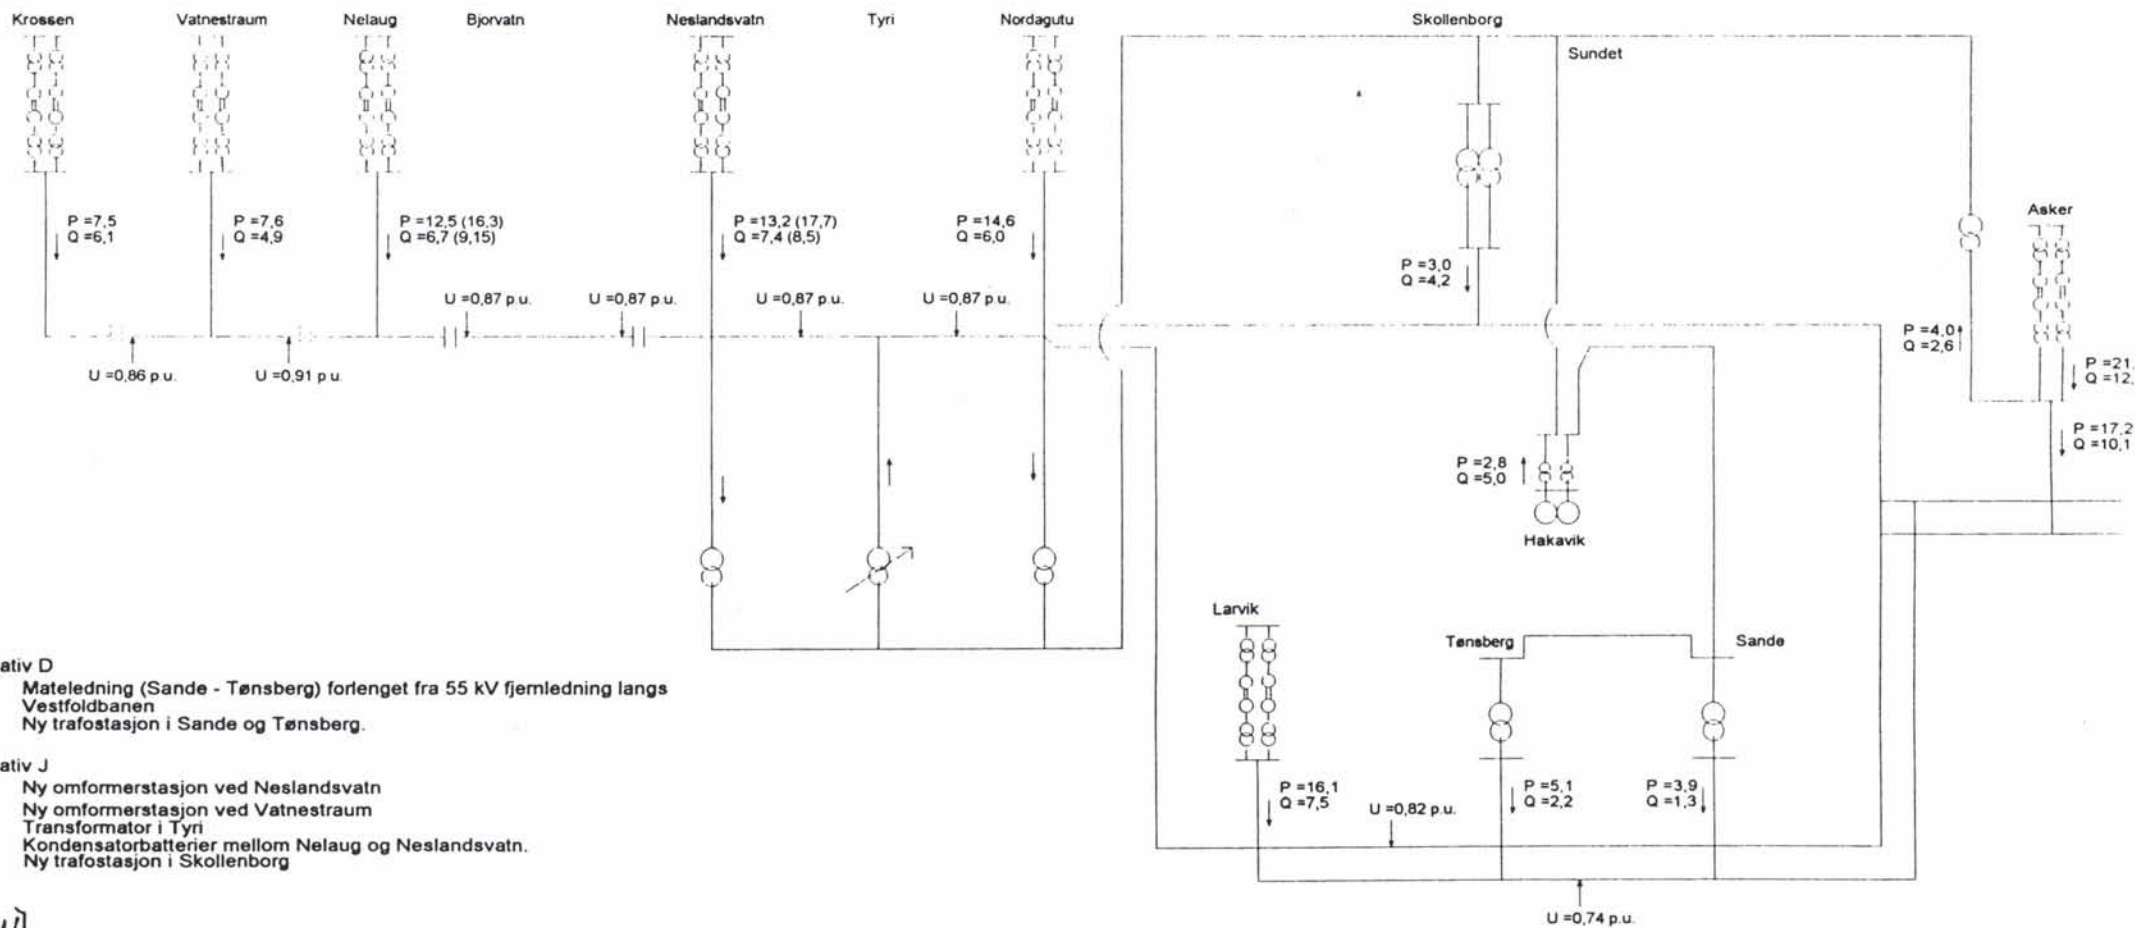 Krossen
Vatnestraum
Nelaug
Bjorvatn
Neslandsvatn
Tyri
Nordagutu
Skollenborg
Sundet
Asker
P =7,5
Q =6,1
P =7,6
Q =4,9
P =12,5 (16,3)
Q =6,7 (9,15)
P =13,2 (17,7)
Q =7,4 (8,5)
P =14,6
Q =6,0
P =3,0
Q =4,2
U =0,87 p.u.
U =0,87 p.u.
U =0,87 p.u.
U =0,87 p.u.
U =0,86 p.u.
U =0,91 p.u.
P =4,0
Q =2,6
P =21,
Q =12,
P =17,2
Q =10,1
P =2,8
Q =5,0
Hakavik
Larvik
Tønsberg
Sande
P =16,1
Q =7,5
U =0,82 p.u.
P =5,1
Q =2,2
P =3,9
Q =1,3
U =0,74 p.u.
ativ D
Mateledning (Sande - Tønsberg) forlenget fra 55 kV fjernledning langs
Vestfoldbanen
Ny trafostasjon i Sande og Tønsberg.
ativ J
Ny omformerstasjon ved Neslandsvatn
Ny omformerstasjon ved Vatnestraum
Transformator i Tyri
Kondensatorbatterier mellom Nelaug og Neslandsvatn.
Ny trafostasjon i Skollenborg